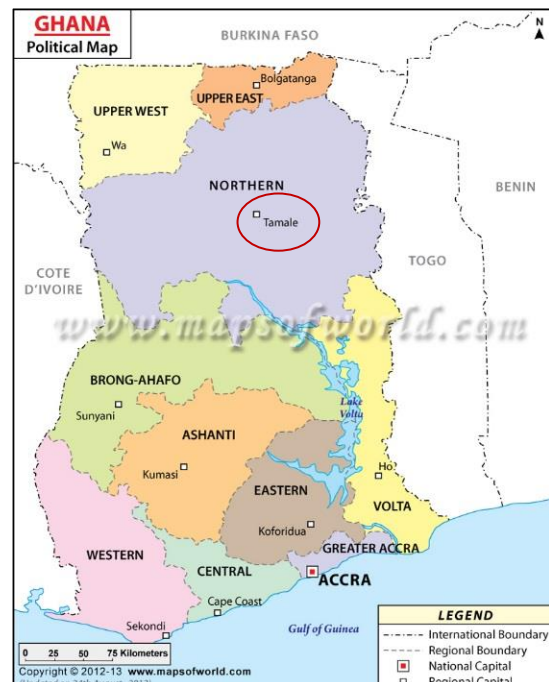 GHANA
Political Map
BURKINA FASO
N
Bolgatanga
UPPER EAST
UPPER WEST
Wa
NORTHERN
BENIN
Tamale
TOGO
COTE
D'IVOIRE
www.mapsofworld.com
BRONG-AHAFO
Sunyani
Lake
Volta
ASHANTI
Kumasi
Ho
EASTERN
VOLTA
Koforidua
WESTERN
GREATER ACCRA
CENTRAL
ACCRA
Cape Coast
Sekondi
Gulf of Guinea
LEGEND
International Boundary
Regional Boundary
National Capital
Regional Capital
0 25 50 75 Kilometers
Copyright © 2012-13 www.mapsofworld.com